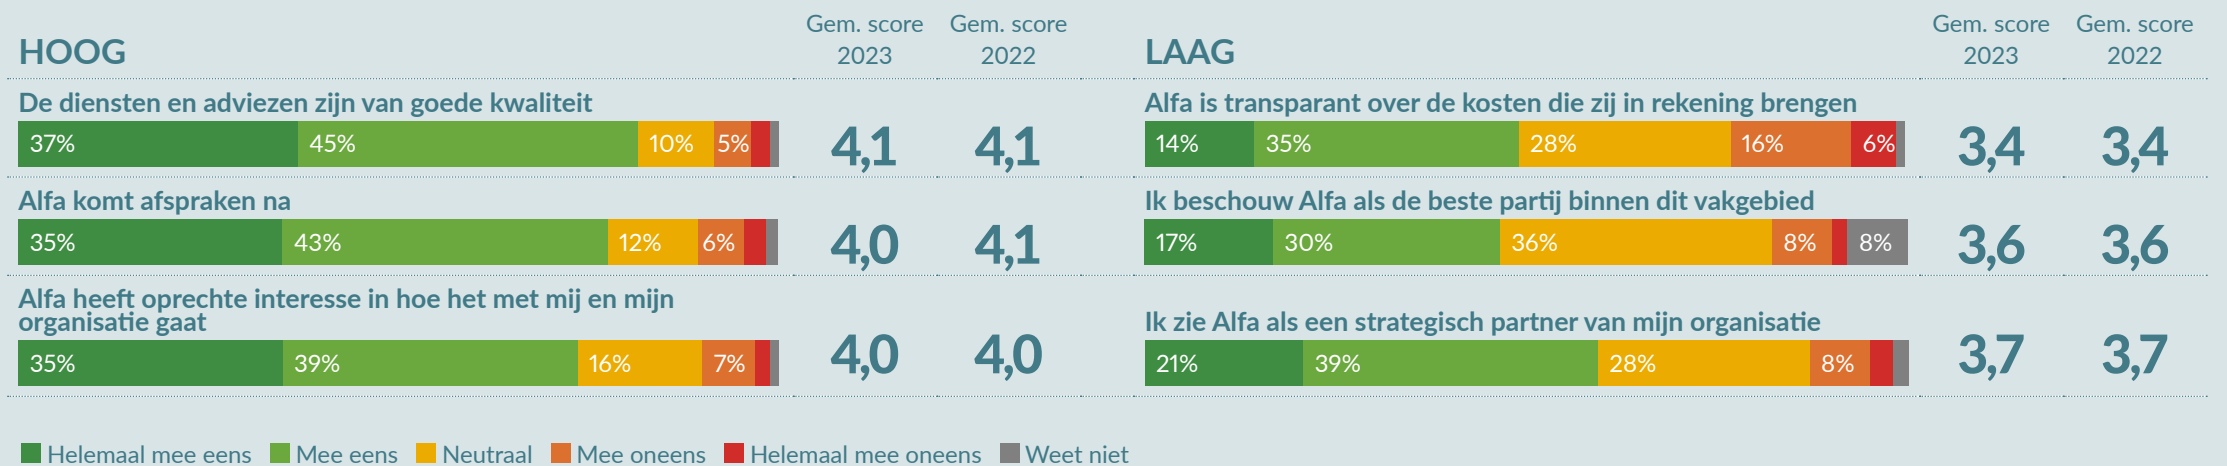 HOOG
Gem. score 2023
Gem. score 2022
De diensten en adviezen zijn van goede kwaliteit
37% 45% 10% 5%
4,1 4,1
Alfa komt afspraken na
35% 43% 12% 6%
4,0 4,1
Alfa heeft oprechte interesse in hoe het met mij en mijn
organisatie gaat
35% 39% 16% 7%
4,0 4,0
LAAG
Gem. score 2023
Gem. score 2022
Alfa is transparant over de kosten die zij in rekening brengen
14% 35% 28% 16% 6%
3,4 3,4
Ik beschouw Alfa als de beste partij binnen dit vakgebied
17% 30% 36% 8% 8%
3,6 3,6
Ik zie Alfa als een strategisch partner van mijn organisatie
21% 39% 28% 8%
3,7 3,7
Helemaal mee eens Mee eens Neutraal Mee oneens Helemaal mee oneens Weet niet